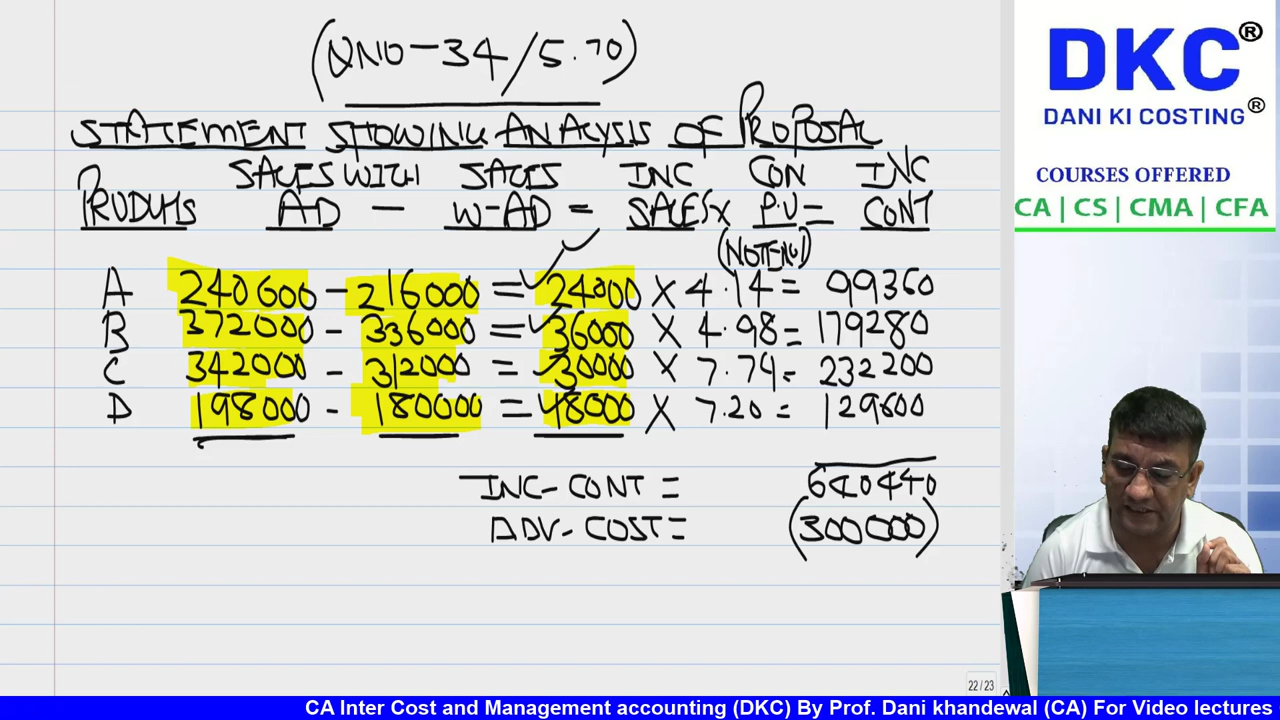 (QNO-34/5.70)
STATEMENT SHOWING ANALYSIS OF PROPOSAL
PRODUCTS SALES WITH AD - SALES W-AD = INC SALES x CON P.U = INC CONT
(NOTENO1)
A 240600 - 216000 = 24000 X 4.14 = 99360
B 372000 - 336000 = 36000 X 4.98 = 179280
C 342000 - 312000 = 30000 X 7.74 = 232200
D 198000 - 180000 = 48000 X 7.20 = 129600
INC-CONT = 640440
ADV-COST = (300000)
22 / 23
DKC®
DANI KI COSTING®
COURSES OFFERED
CA | CS | CMA | CFA
CA Inter Cost and Management accounting (DKC) By Prof. Dani khandewal (CA) For Video lectures